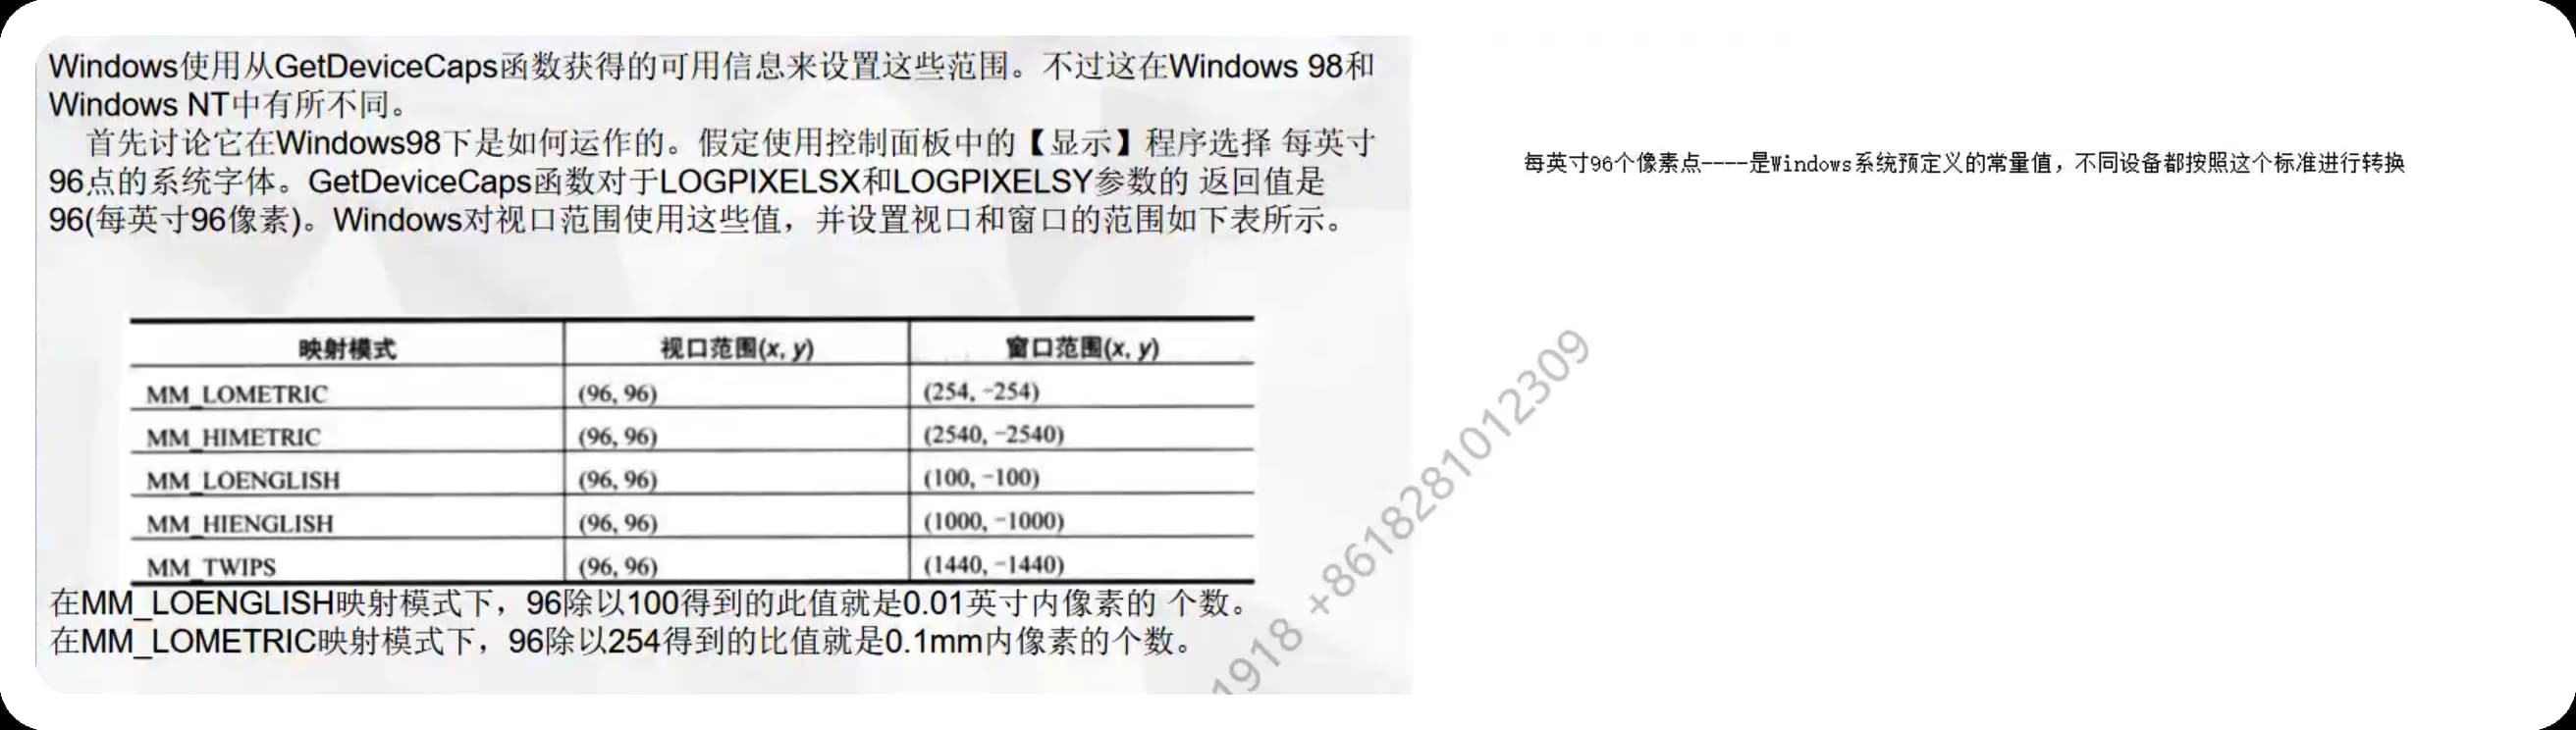 Windows使用从GetDeviceCaps函数获得的可用信息来设置这些范围。不过这在Windows 98和
Windows NT中有所不同。
首先讨论它在Windows98下是如何运作的。假定使用控制面板中的【显示】程序选择 每英寸
96点的系统字体。GetDeviceCaps函数对于LOGPIXELSX和LOGPIXELSY参数的 返回值是
96(每英寸96像素)。Windows对视口范围使用这些值，并设置视口和窗口的范围如下表所示。
映射模式 视口范围(x, y) 窗口范围(x, y)
MM_LOMETRIC (96, 96) (254, -254)
MM_HIMETRIC (96, 96) (2540, -2540)
MM_LOENGLISH (96, 96) (100, -100)
MM_HIENGLISH (96, 96) (1000, -1000)
MM_TWIPS (96, 96) (1440, -1440)
在MM_LOENGLISH映射模式下，96除以100得到的此值就是0.01英寸内像素的 个数。
在MM_LOMETRIC映射模式下，96除以254得到的比值就是0.1mm内像素的个数。
每英寸96个像素点----是Windows系统预定义的常量值，不同设备都按照这个标准进行转换
1918 +8618281012309